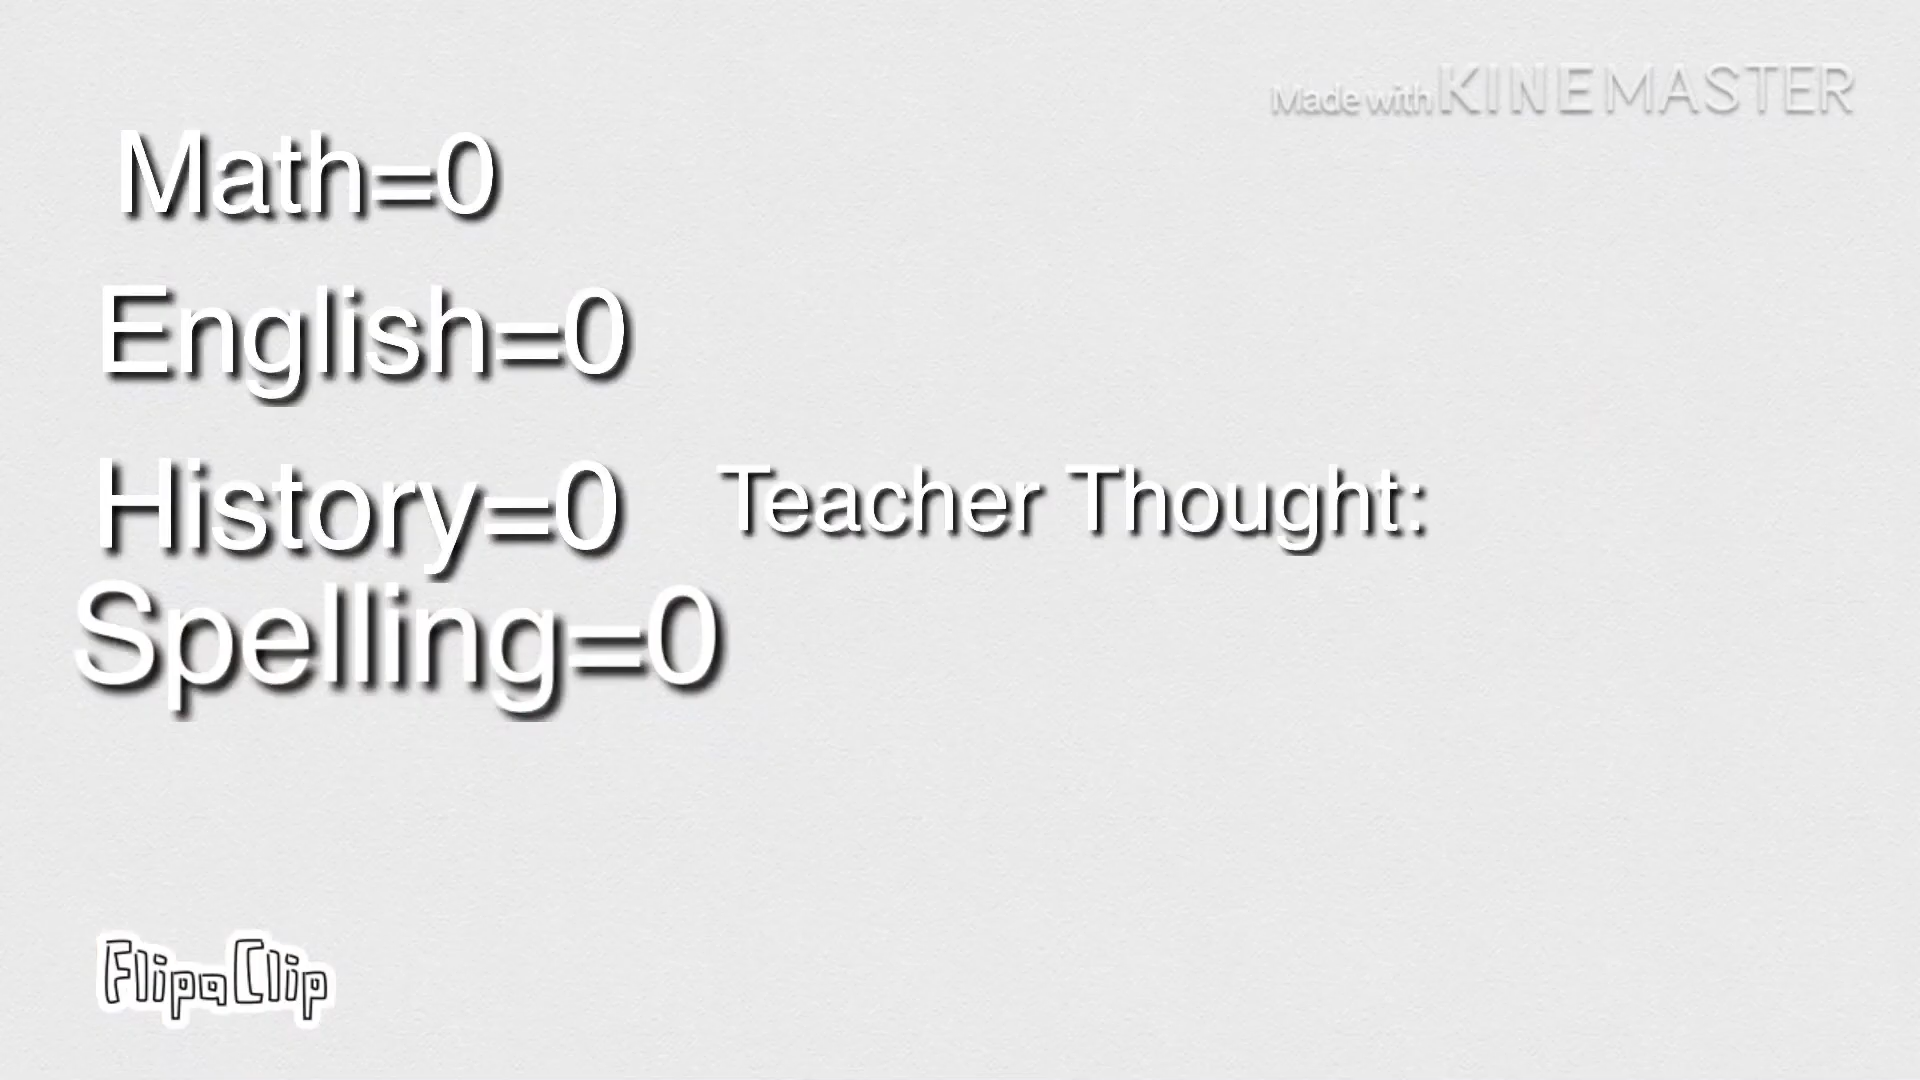 Made with KINEMASTER
Math=0
English=0
History=0
Teacher Thought:
Spelling=0
FlipaClip